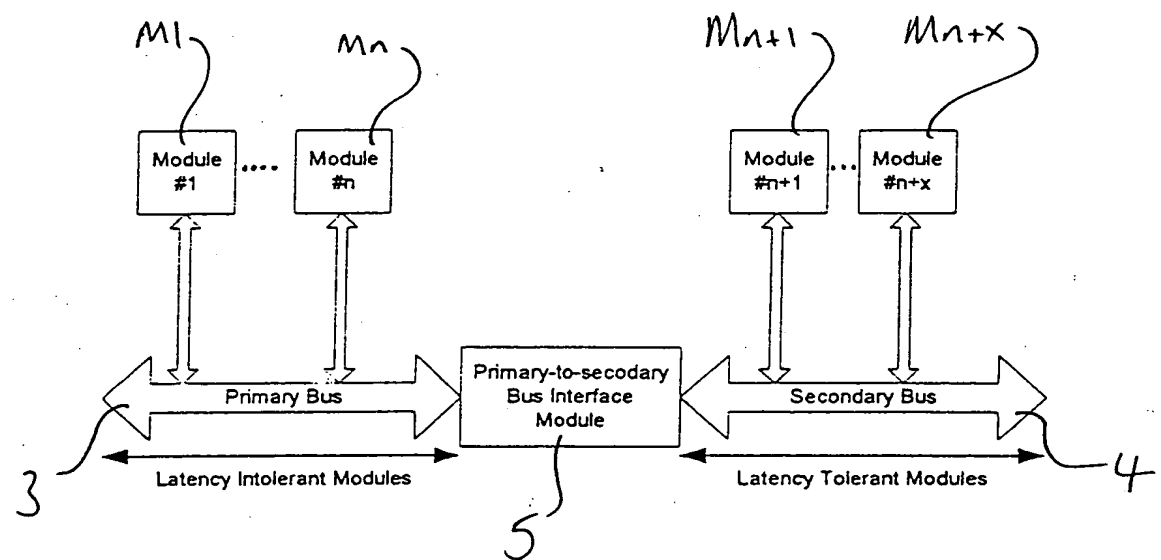 M1
Mn
Mn+1
Mn+x
Module
#1
....
Module
#n
Module
#n+1
...
Module
#n+x
Primary Bus
Primary-to-secodary
Bus Interface
Module
Secondary Bus
3
Latency Intolerant Modules
5
Latency Tolerant Modules
4